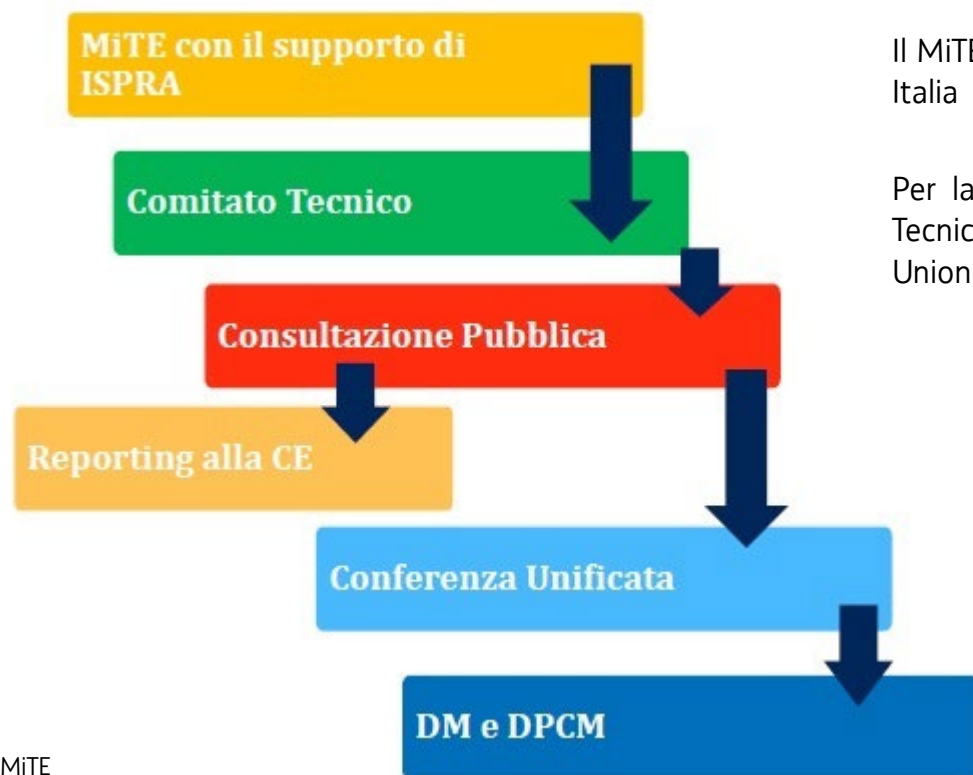 MiTE con il supporto di
ISPRA
Comitato Tecnico
Consultazione Pubblica
Reporting alla CE
Conferenza Unificata
DM e DPCM
MiTE
Il MiTE
Italia
Per la
Tecnic
Union